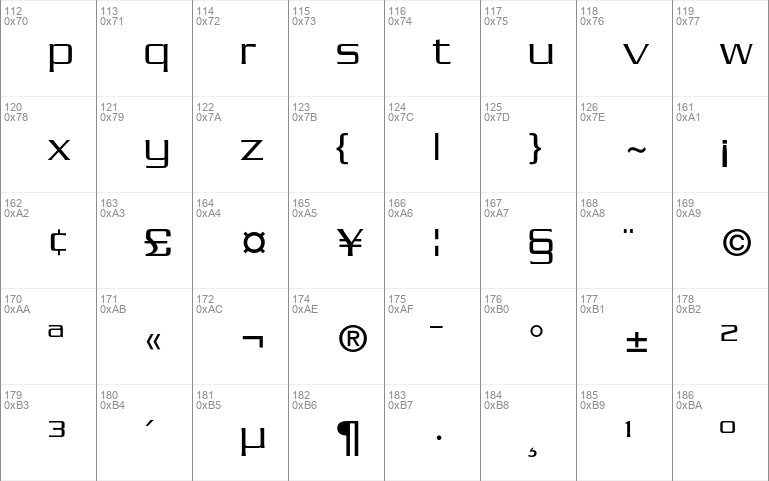 112 113 114 115 116 117 118 119
0x70 0x71 0x72 0x73 0x74 0x75 0x76 0x77
p q r s t u v w
120 121 122 123 124 125 126 161
0x78 0x79 0x7A 0x7B 0x7C 0x7D 0x7E 0xA1
x y z { | } ~ ¡
162 163 164 165 166 167 168 169
0xA2 0xA3 0xA4 0xA5 0xA6 0xA7 0xA8 0xA9
¢ £ ¤ ¥ ¦ § ¨ ©
170 171 172 174 175 176 177 178
0xAA 0xAB 0xAC 0xAE 0xAF 0xB0 0xB1 0xB2
ª « ¬ ® ¯ ° ± ²
179 180 181 182 183 184 185 186
0xB3 0xB4 0xB5 0xB6 0xB7 0xB8 0xB9 0xBA
³ ´ µ ¶ · ¸ ¹ º